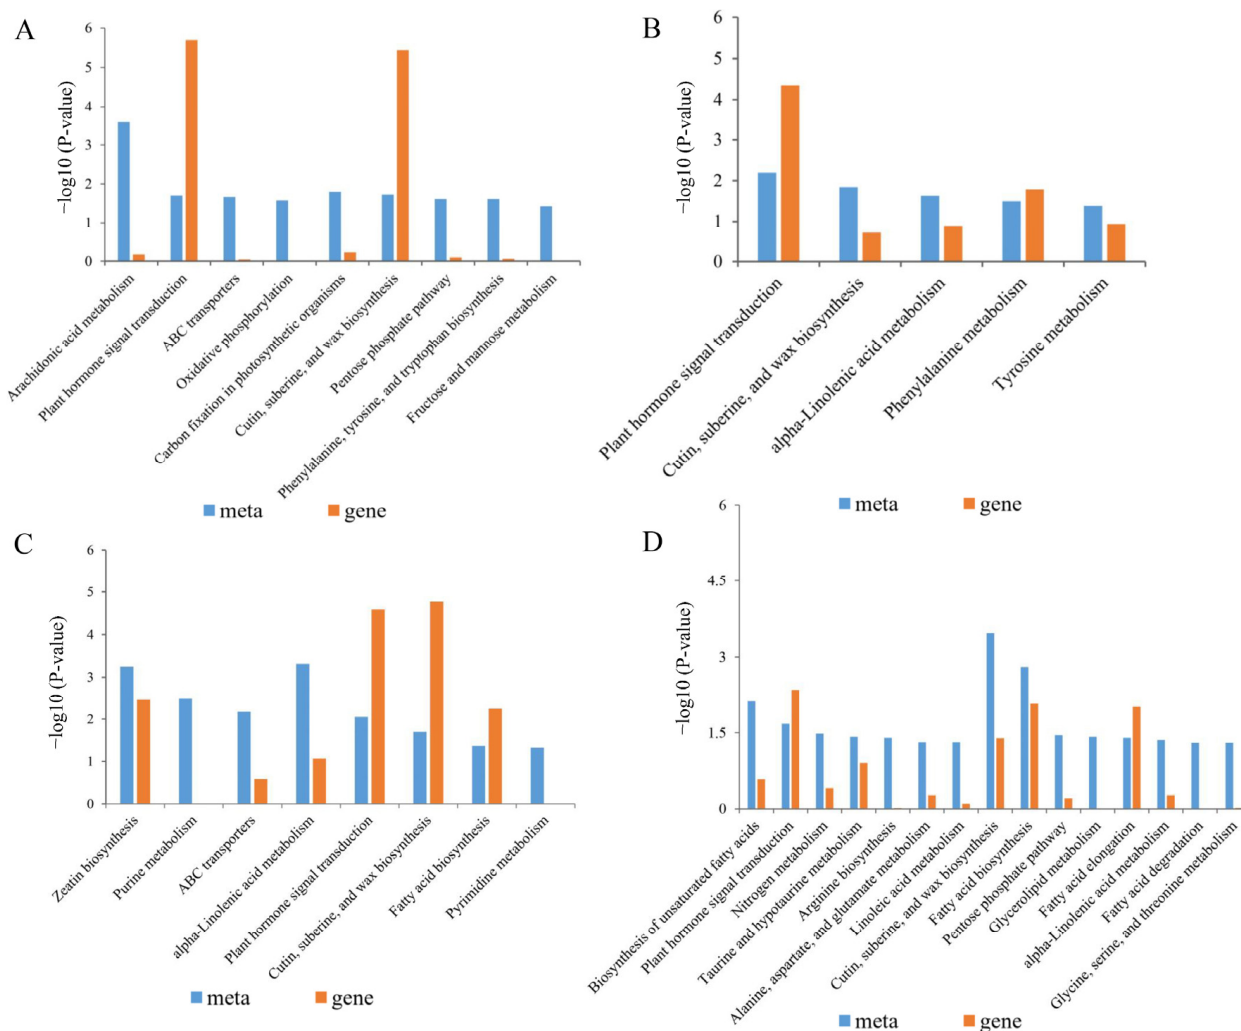 A
6
5
4
3
2
1
0
−log10 (P-value)
Arachidonic acid metabolism
Plant hormone signal transduction
ABC transporters
Oxidative phosphorylation
Carbon fixation in photosynthetic organisms
Cutin, suberine, and wax biosynthesis
Pentose phosphate pathway
Phenylalanine, tyrosine, and tryptophan biosynthesis
Fructose and mannose metabolism
meta gene
B
6
5
4
3
2
1
0
−log10 (P-value)
Plant hormone signal transduction
Cutin, suberine, and wax biosynthesis
alpha-Linolenic acid metabolism
Phenylalanine metabolism
Tyrosine metabolism
meta gene
C
6
5
4
3
2
1
0
−log10 (P-value)
Zeatin biosynthesis
Purine metabolism
ABC transporters
alpha-Linolenic acid metabolism
Plant hormone signal transduction
Cutin, suberine, and wax biosynthesis
Fatty acid biosynthesis
Pyrimidine metabolism
meta gene
D
6
4.5
3
1.5
0
−log10 (P-value)
Biosynthesis of unsaturated fatty acids
Plant hormone signal transduction
Nitrogen metabolism
Taurine and hypotaurine metabolism
Arginine biosynthesis
Alanine, aspartate, and glutamate metabolism
Linoleic acid metabolism
Cutin, suberine, and wax biosynthesis
Fatty acid biosynthesis
Pentose phosphate pathway
Glycerolipid metabolism
Fatty acid elongation
alpha-Linolenic acid metabolism
Fatty acid degradation
Glycine, serine, and threonine metabolism
meta gene